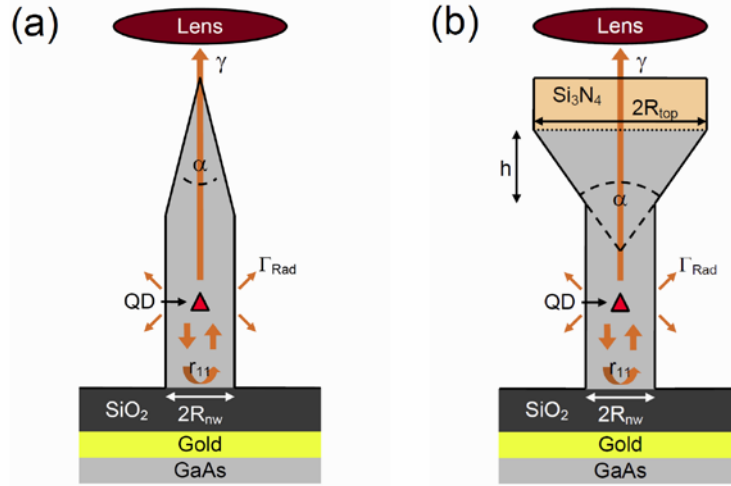 (a)
Lens
γ
α
Γ_Rad
QD
r_11
SiO_2
2R_nw
Gold
GaAs
(b)
Lens
γ
Si_3N_4
2R_top
h
α
Γ_Rad
QD
r_11
SiO_2
2R_nw
Gold
GaAs